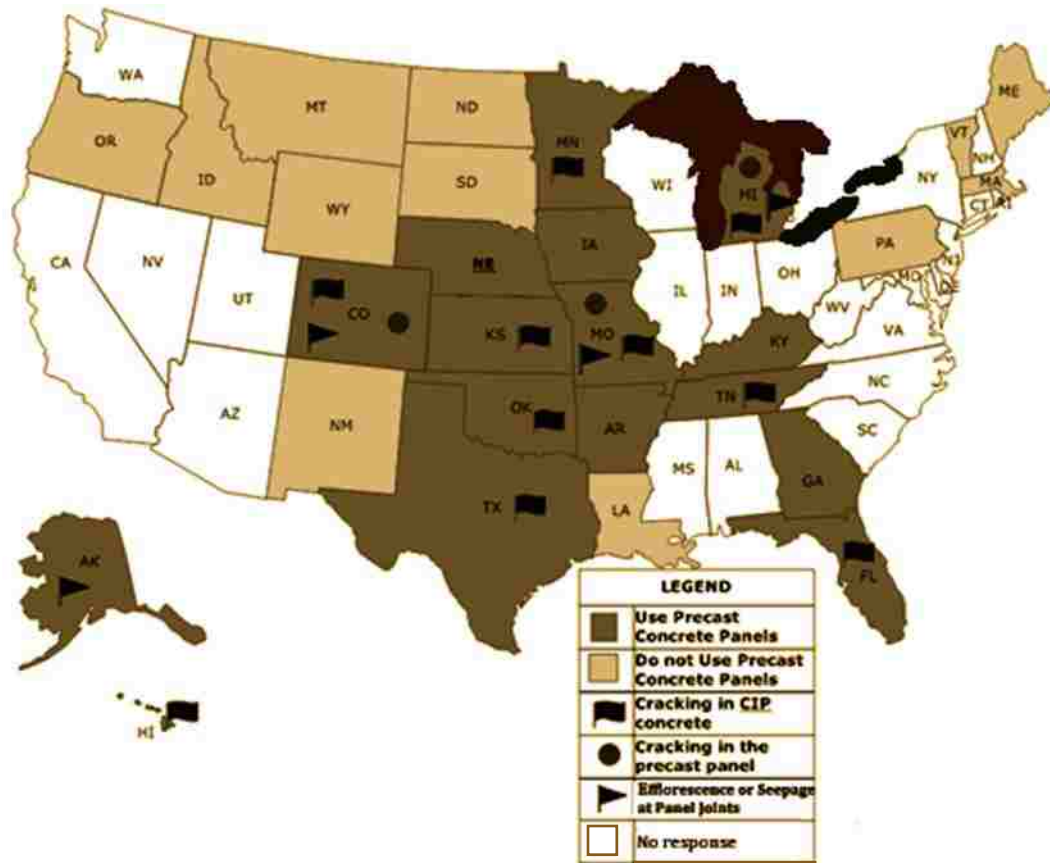 WA
MT
ND
MN
ME
VT
NH
OR
ID
SD
WI
HI
NY
MA
CT
RI
WY
IA
PA
NJ
CA
NV
UT
CO
NE
IL
IN
OH
MD
DE
WV
VA
KS
MO
KY
NC
AZ
NM
OK
AR
TN
SC
MS
AL
GA
TX
LA
FL
AK
HI
LEGEND
Use Precast
Concrete Panels
Do not Use Precast
Concrete Panels
Cracking in CIP
concrete
Cracking in the
precast panel
Efflorescence or Seepage
at Panel Joints
No response